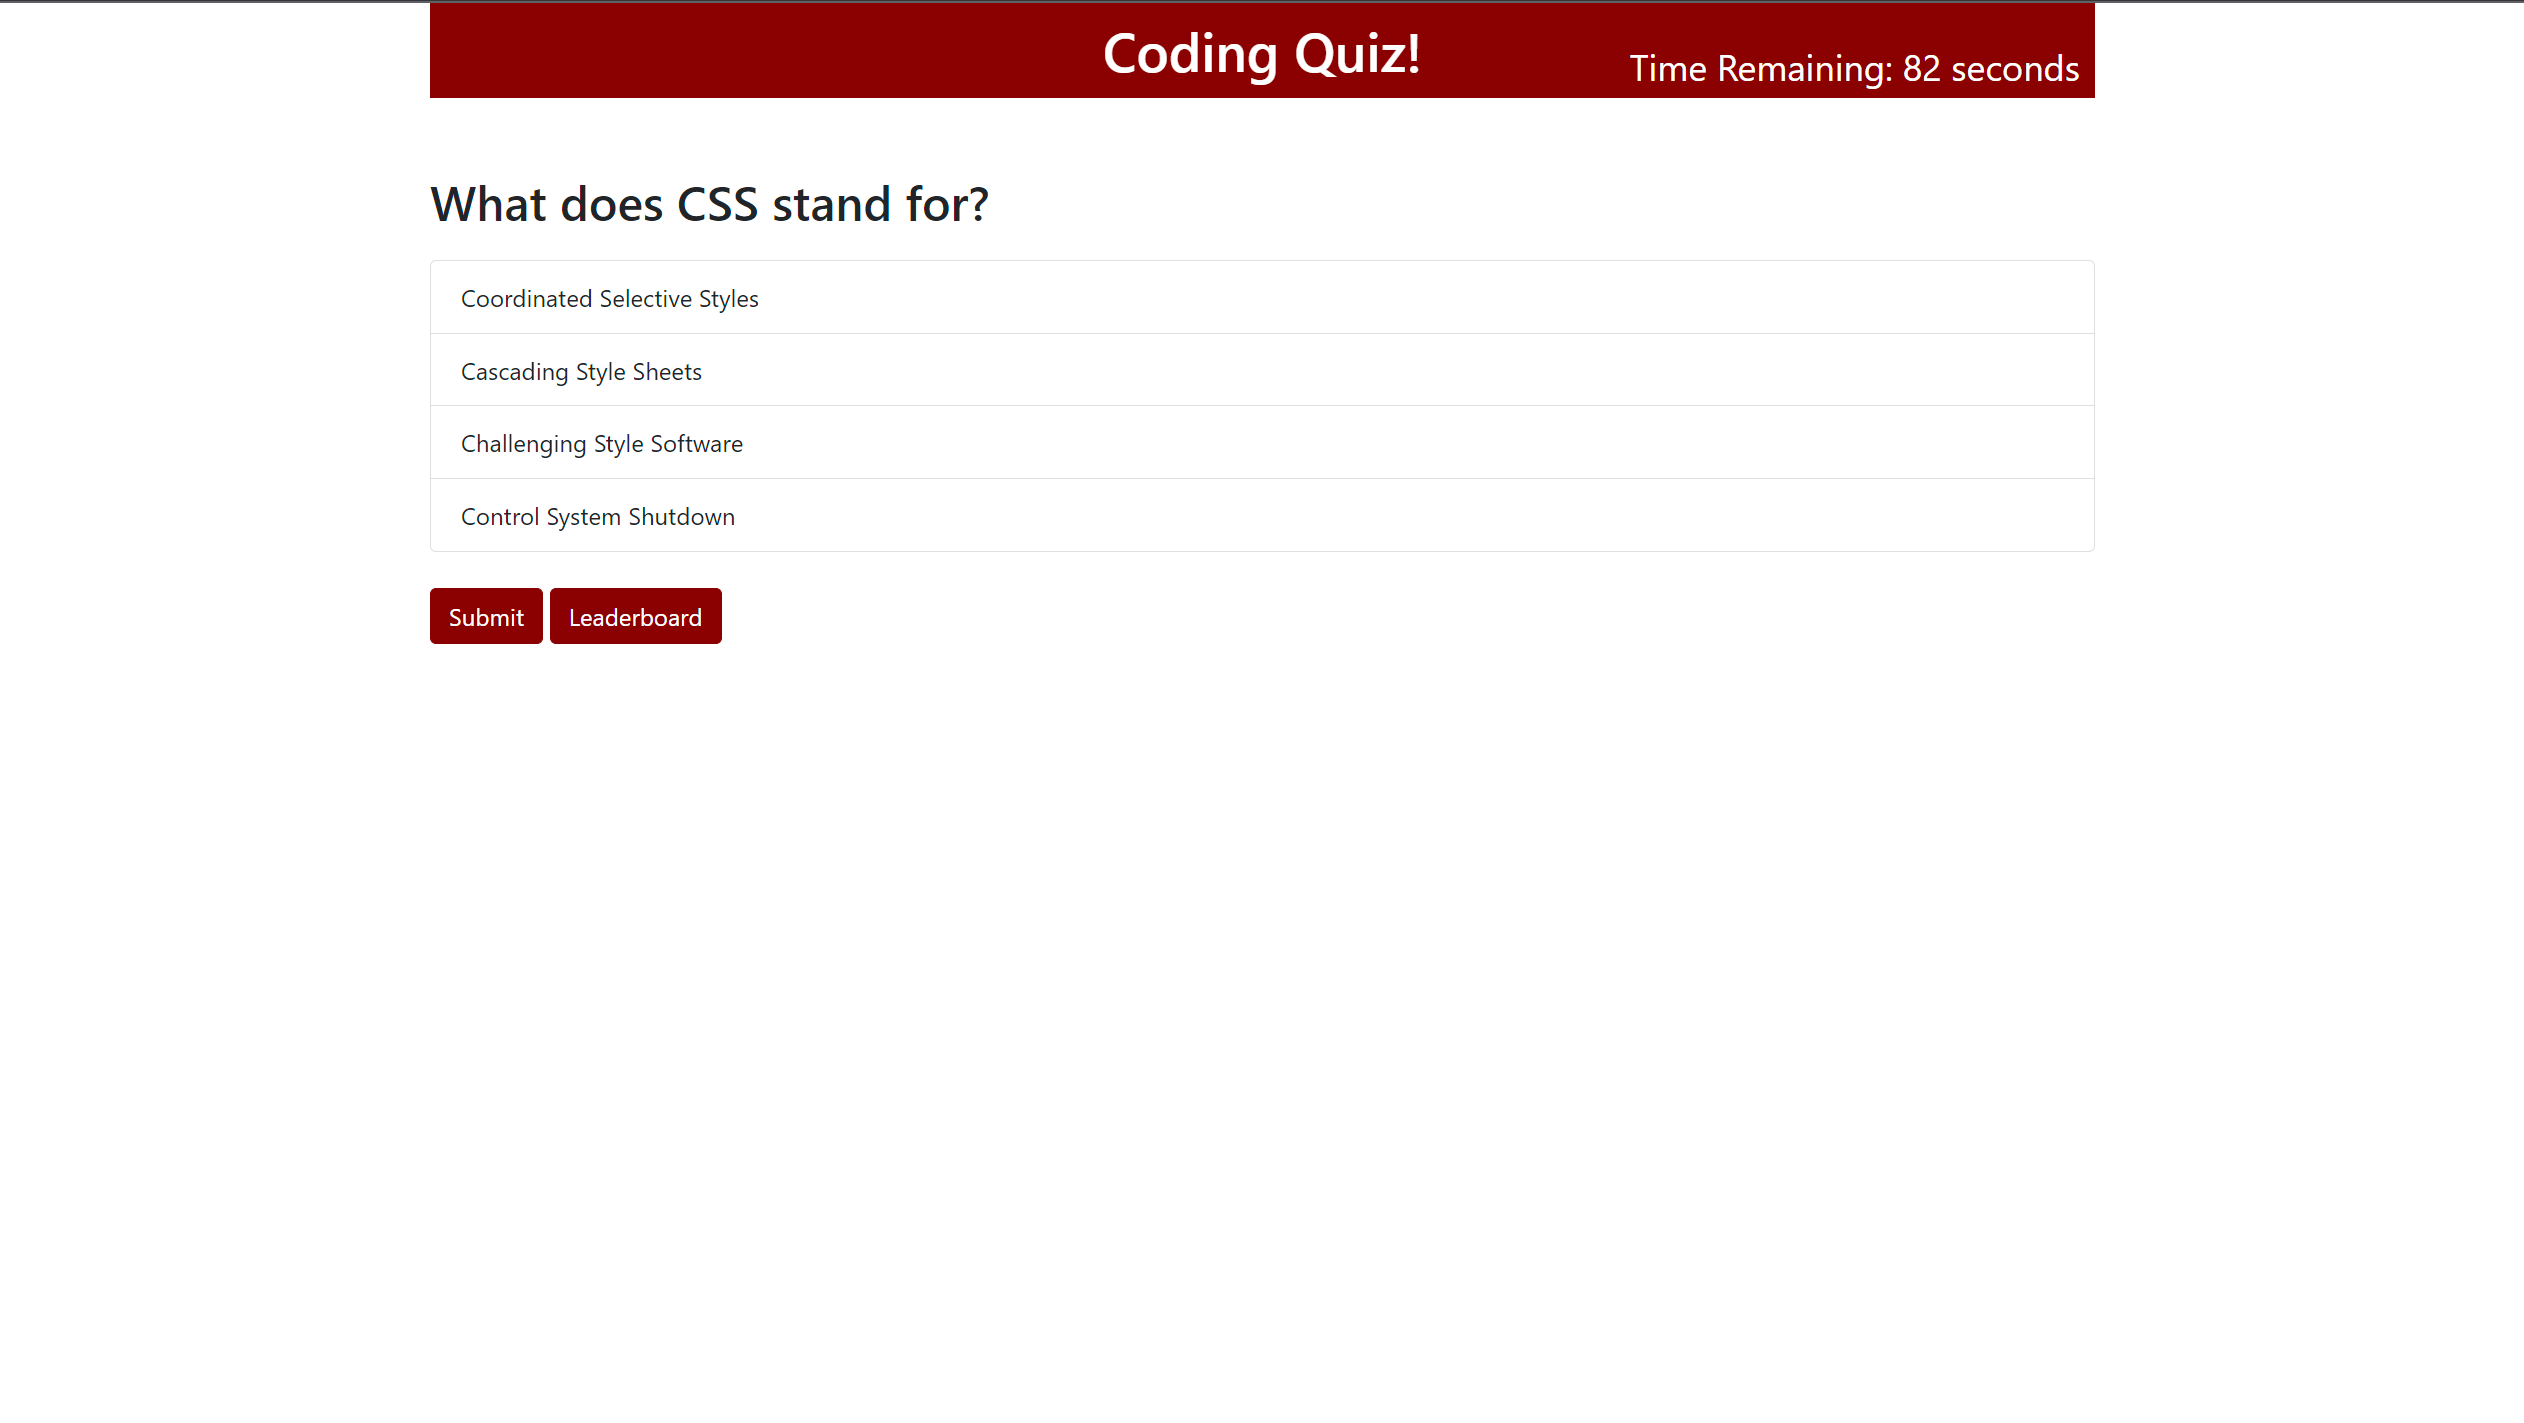 Coding Quiz!
Time Remaining: 82 seconds
What does CSS stand for?
Coordinated Selective Styles
Cascading Style Sheets
Challenging Style Software
Control System Shutdown
Submit Leaderboard